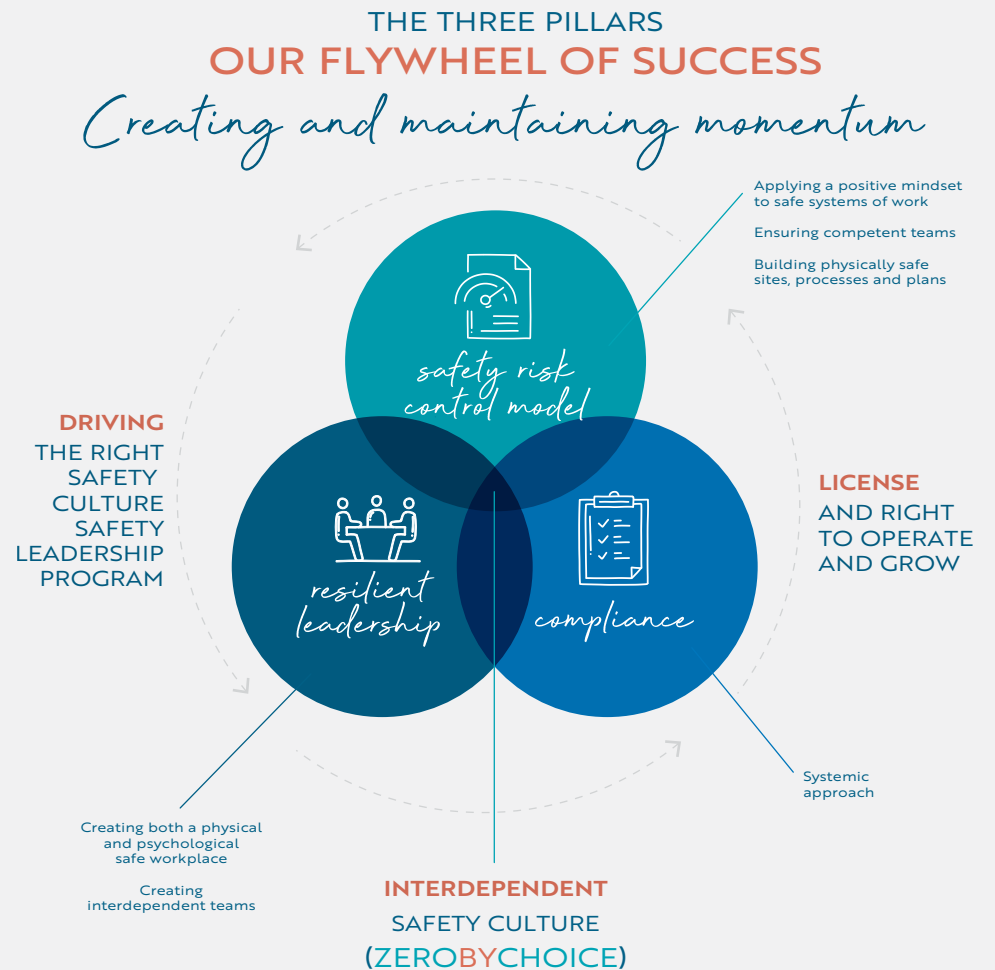 THE THREE PILLARS
OUR FLYWHEEL OF SUCCESS
Creating and maintaining momentum
Applying a positive mindset
to safe systems of work
Ensuring competent teams
Building physically safe
sites, processes and plans
safety risk
control model
DRIVING
THE RIGHT
SAFETY
CULTURE
SAFETY
LEADERSHIP
PROGRAM
LICENSE
AND RIGHT
TO OPERATE
AND GROW
resilient
leadership
compliance
Systemic
approach
Creating both a physical
and psychological
safe workplace
Creating
interdependent teams
INTERDEPENDENT
SAFETY CULTURE
(ZEROBYCHOICE)